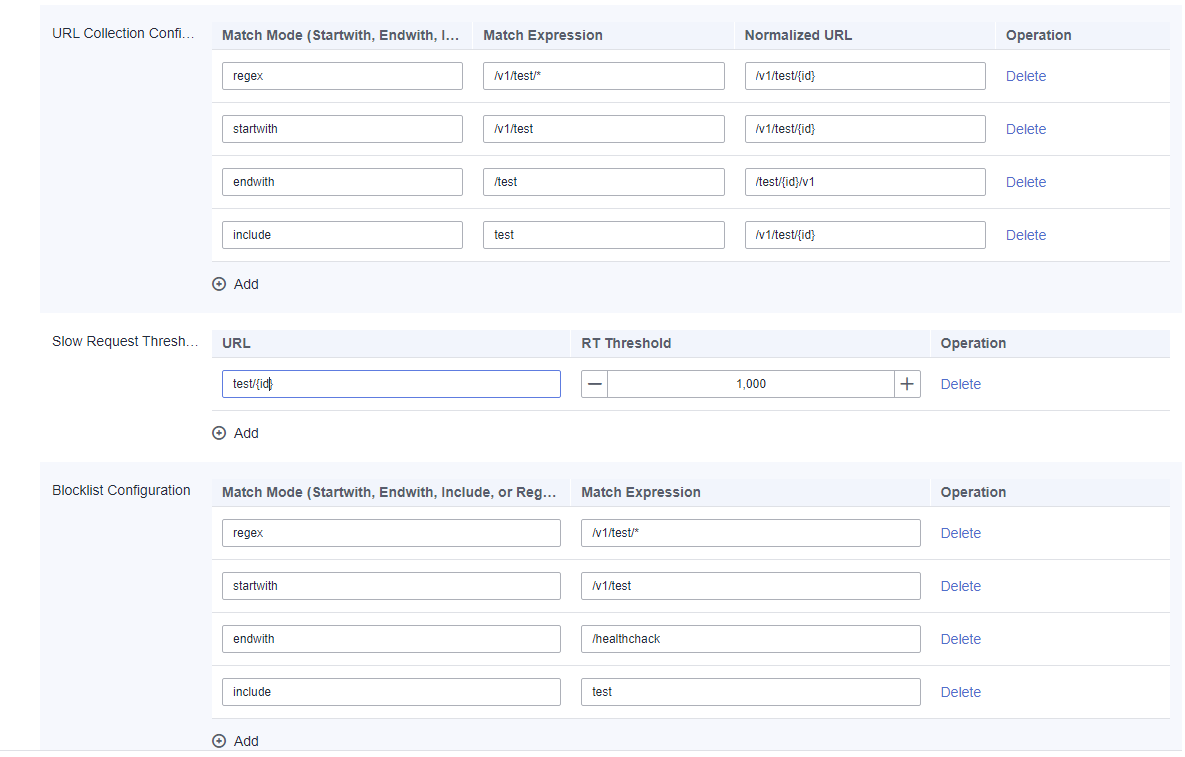 URL Collection Confi... Match Mode (Startwith, Endwith, I... Match Expression Normalized URL Operation
regex /v1/test/* /v1/test/{id} Delete
startwith /v1/test /v1/test/{id} Delete
endwith /test /test/{id}/v1 Delete
include test /v1/test/{id} Delete
Add
Slow Request Thresh... URL RT Threshold Operation
test/{id} 1,000 Delete
Add
Blocklist Configuration Match Mode (Startwith, Endwith, Include, or Reg... Match Expression Operation
regex /v1/test/* Delete
startwith /v1/test Delete
endwith /healthchack Delete
include test Delete
Add